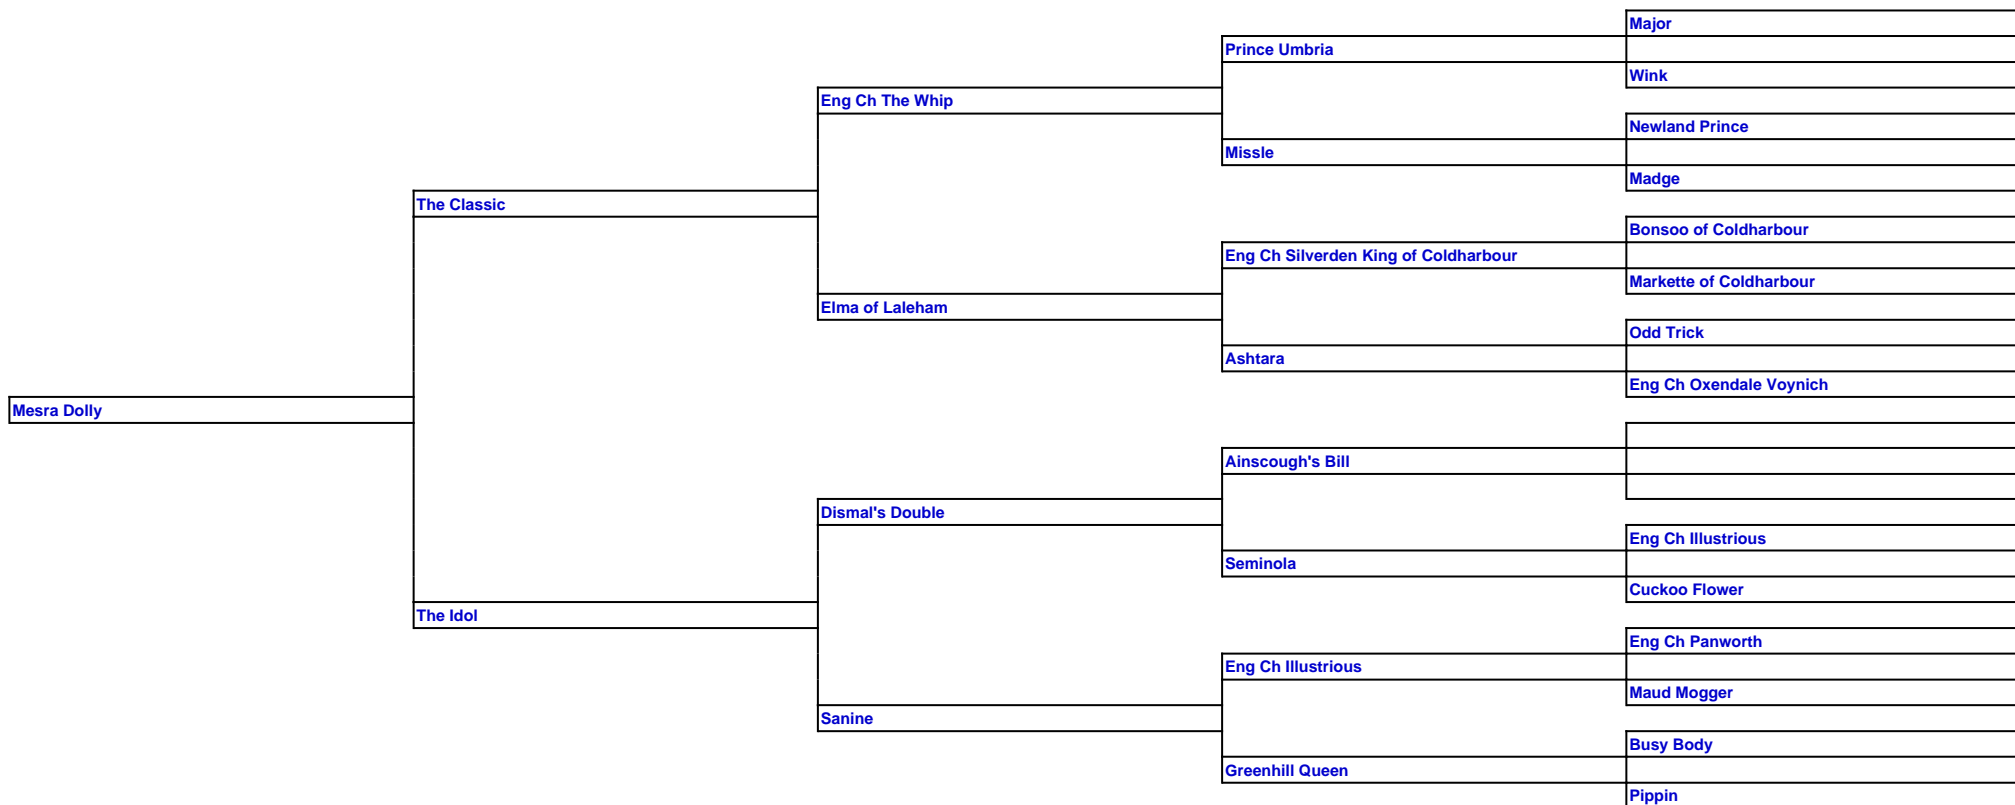 Major
Prince Umbria
Wink
Eng Ch The Whip
Newland Prince
Missle
Madge
The Classic
Bonsoo of Coldharbour
Eng Ch Silverden King of Coldharbour
Markette of Coldharbour
Elma of Laleham
Odd Trick
Ashtara
Eng Ch Oxendale Voynich
Mesra Dolly
Ainscough's Bill
Dismal's Double
Eng Ch Illustrious
Seminola
Cuckoo Flower
The Idol
Eng Ch Panworth
Eng Ch Illustrious
Maud Mogger
Sanine
Busy Body
Greenhill Queen
Pippin